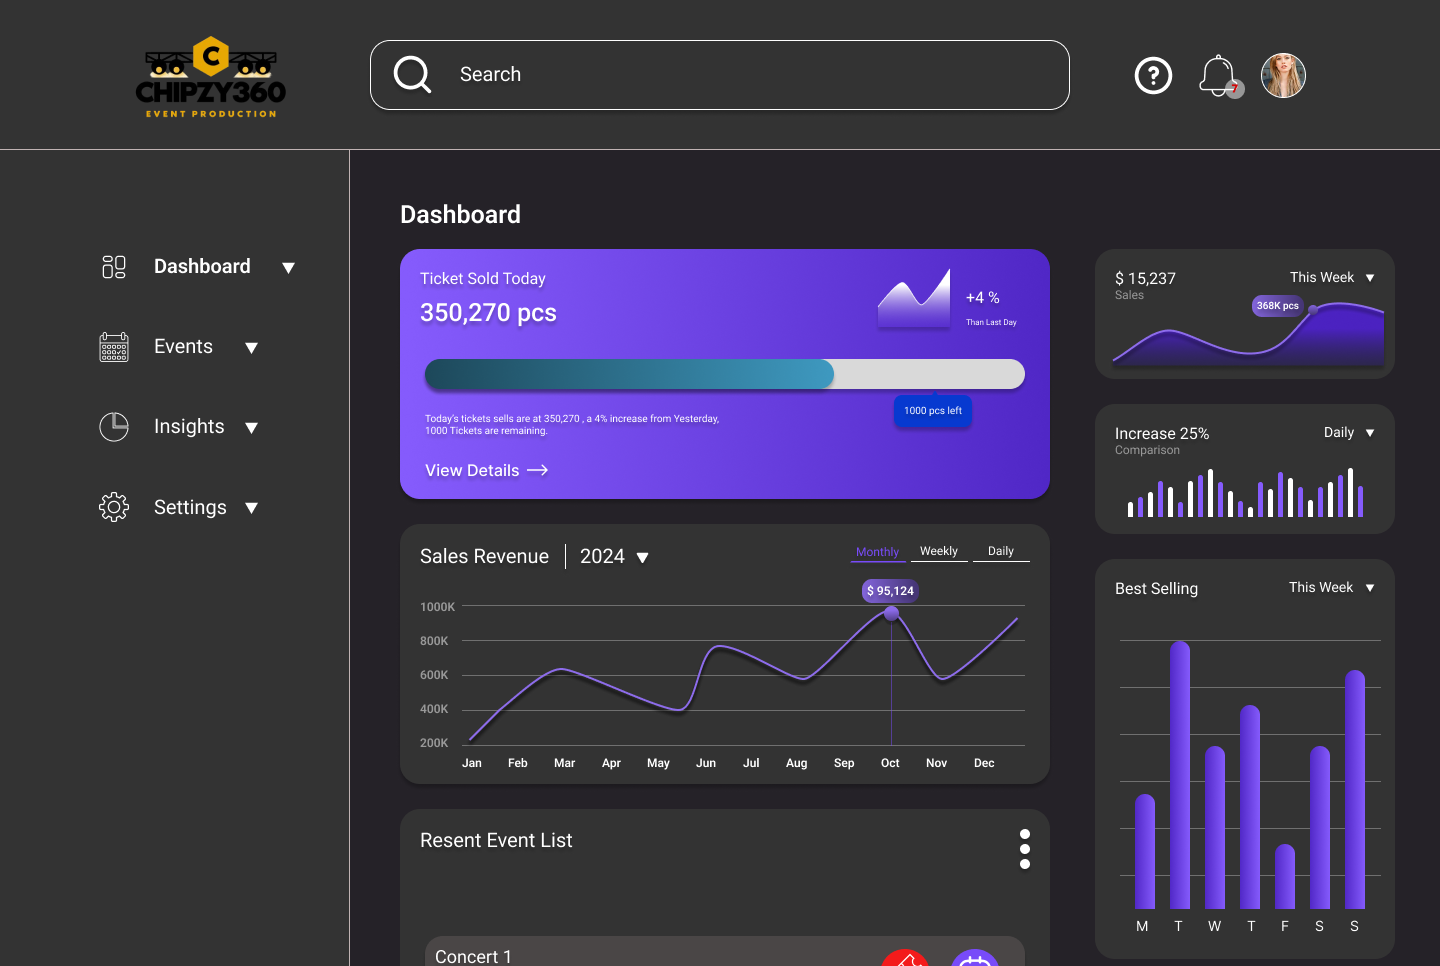 C
CHIPZY360
EVENT PRODUCTION
Search
?
7
Dashboard
Events
Insights
Settings
Dashboard
Ticket Sold Today
350,270 pcs
+4 %
Than Last Day
1000 pcs left
Today's tickets sells are at 350,270 , a 4% increase from Yesterday,
1000 Tickets are remaining.
View Details
$ 15,237
Sales
This Week
368K pcs
Increase 25%
Comparison
Daily
Sales Revenue
2024
Monthly
Weekly
Daily
$ 95,124
1000K
800K
600K
400K
200K
Jan Feb Mar Apr May Jun Jul Aug Sep Oct Nov Dec
Best Selling
This Week
M T W T F S S
Resent Event List
Concert 1